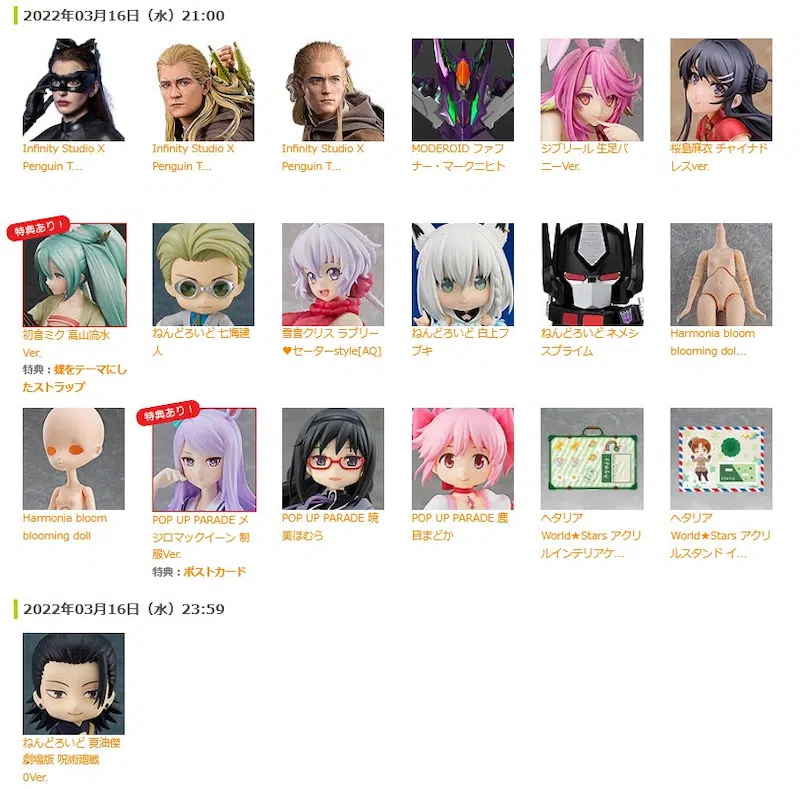 2022年03月16日（水）21:00
Infinity Studio X
Penguin T...
Infinity Studio X
Penguin T...
Infinity Studio X
Penguin T...
MODEROID ファフ
ナー・マークニヒト
ジブリール 生足バ
ニーVer.
桜島麻衣 チャイナド
レスver.
特典あり！
初音ミク 高山流水
Ver.
特典：蝶をテーマにし
たストラップ
ねんどろいど 七海建
人
雪音クリス ラブリー
♥セーターstyle[AQ]
ねんどろいど 白上フ
ブキ
ねんどろいど ネメシ
スプライム
Harmonia bloom
blooming doll...
Harmonia bloom
blooming doll
特典あり！
POP UP PARADE メ
ジロマックイーン 制
服Ver.
特典：ポストカード
POP UP PARADE 暁
美ほむら
POP UP PARADE 鹿
目まどか
ヘタリア
World★Stars アクリ
ルインテリアケ...
ヘタリア
World★Stars アクリ
ルスタンド イ...
2022年03月16日（水）23:59
ねんどろいど 夏油傑
劇場版 呪術廻戦
0Ver.